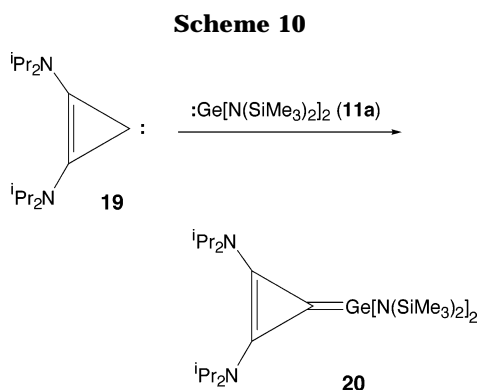 Scheme 10
iPr2N
:Ge[N(SiMe3)2]2 (11a)
:
iPr2N
19
iPr2N
Ge[N(SiMe3)2]2
iPr2N
20